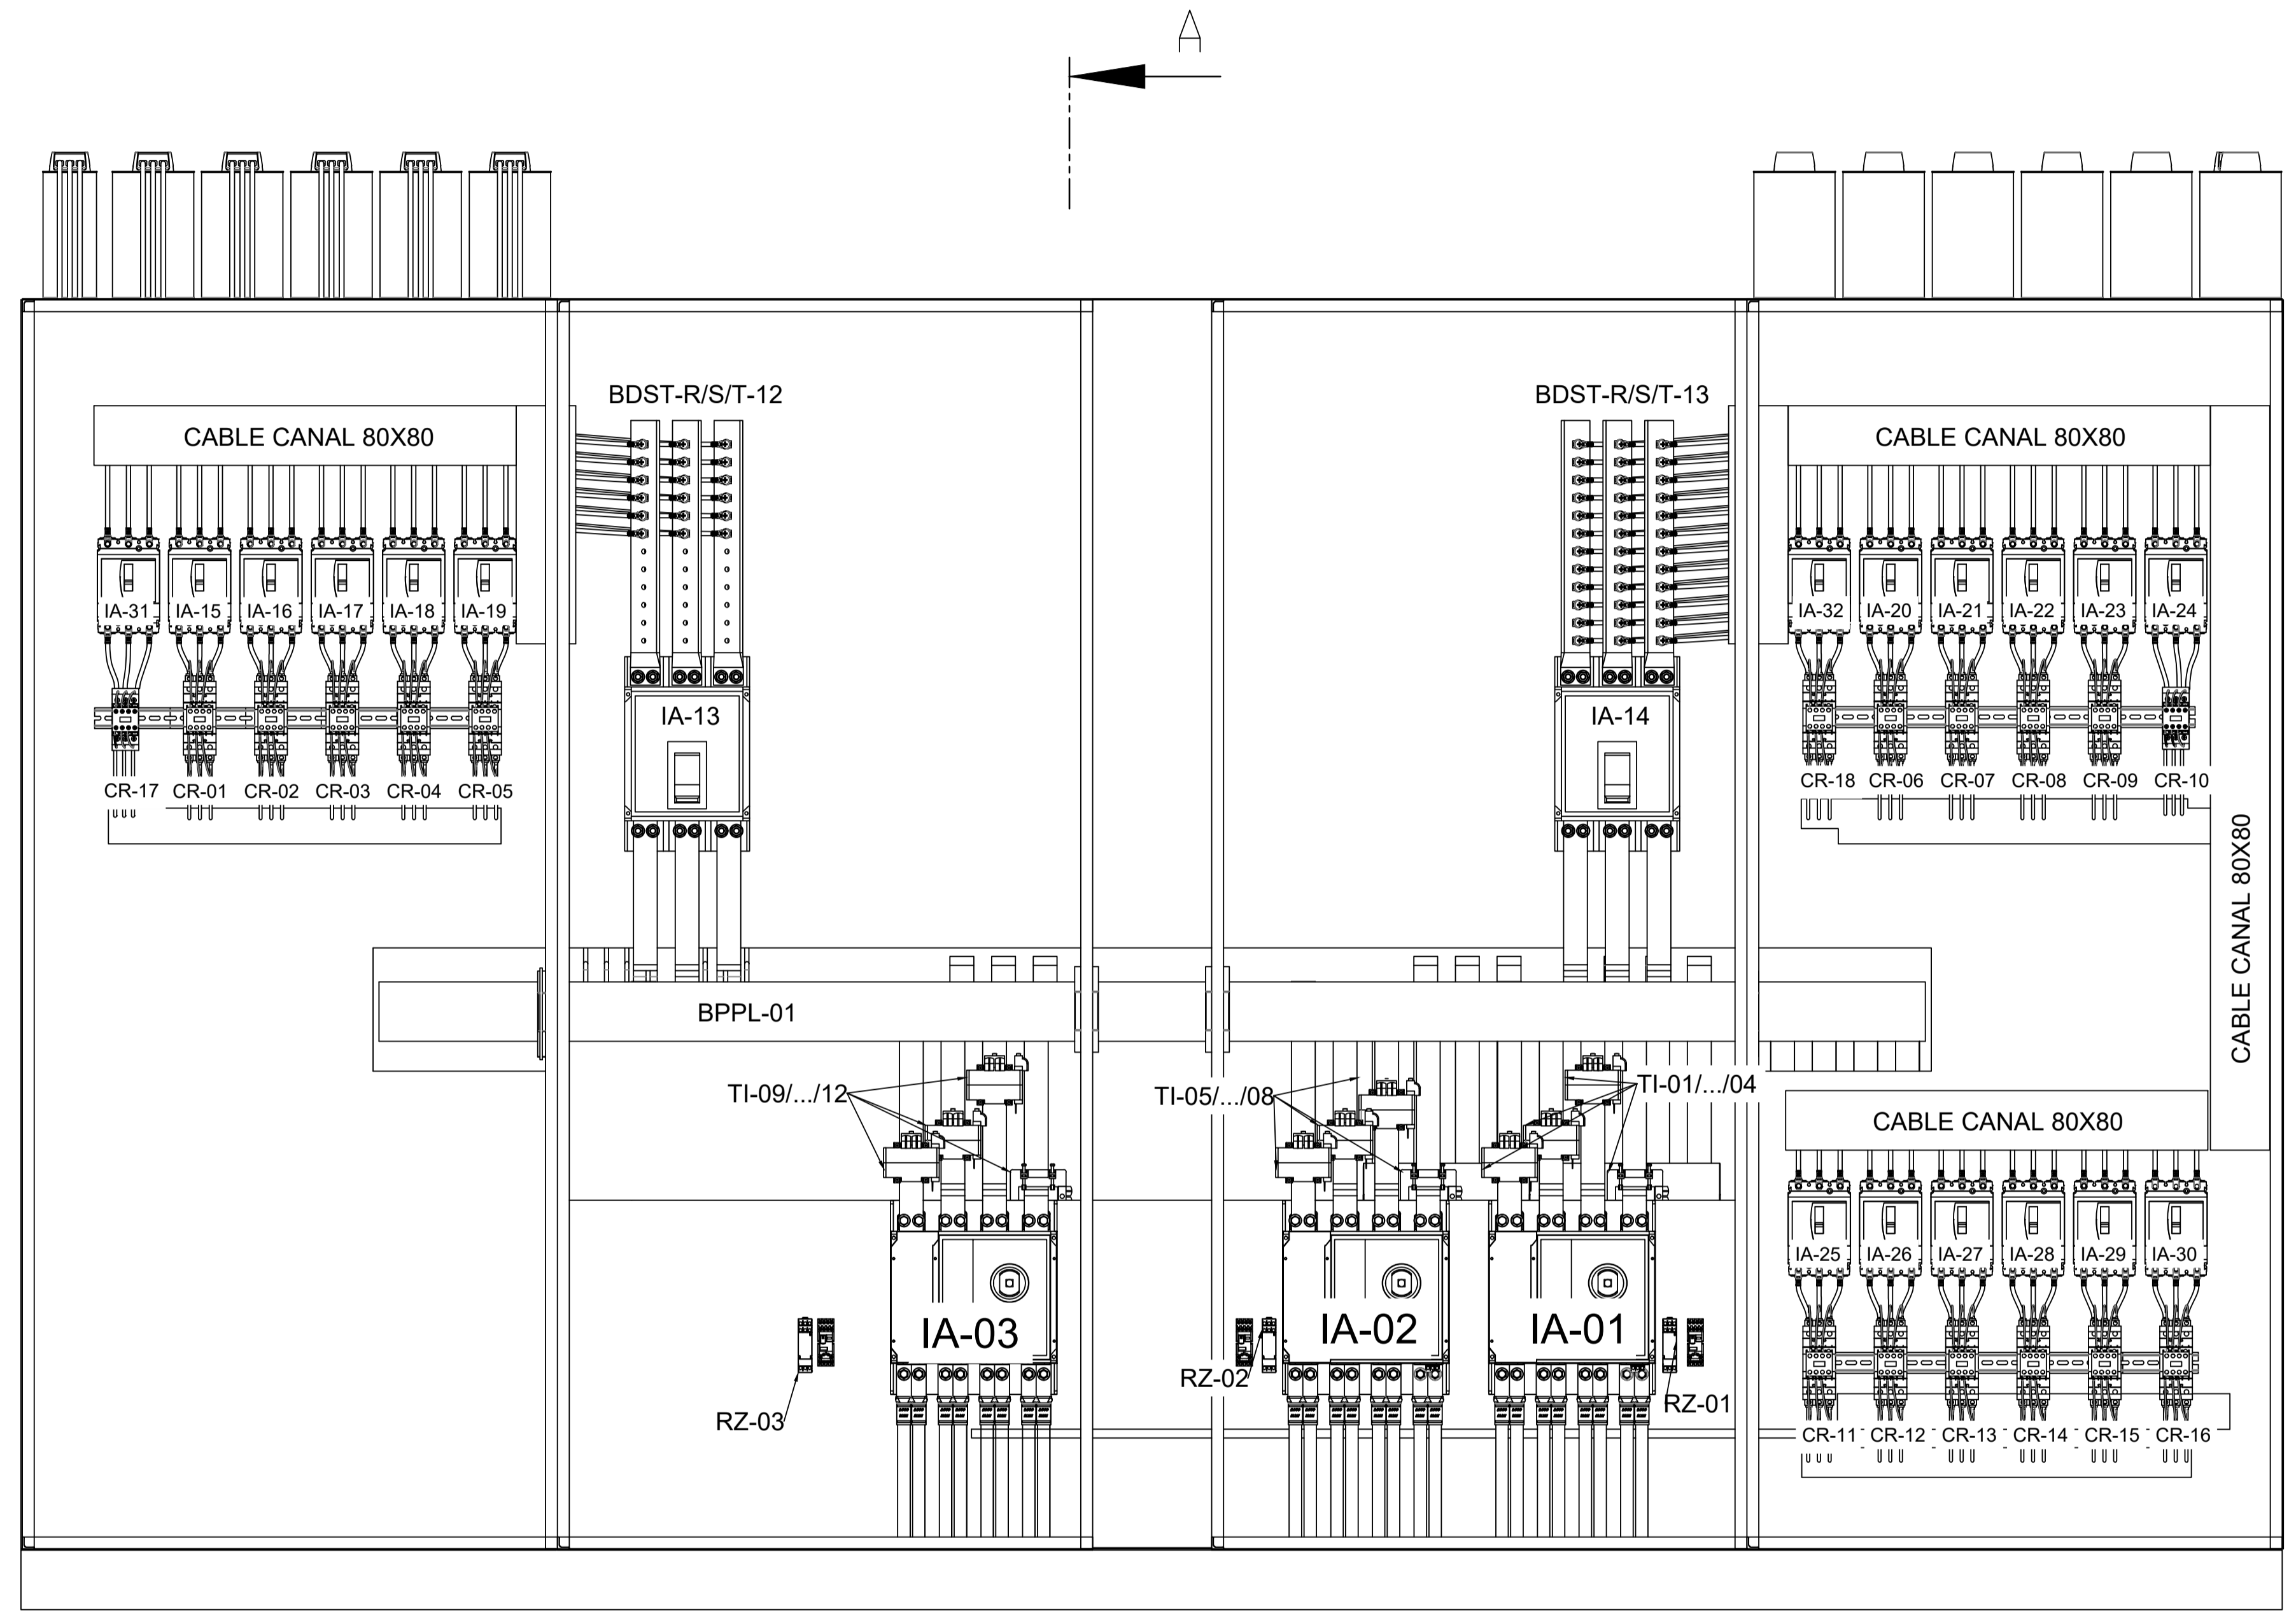 A
BDST-R/S/T-12
BDST-R/S/T-13
CABLE CANAL 80X80
CABLE CANAL 80X80
IA-31
IA-15
IA-16
IA-17
IA-18
IA-19
IA-32
IA-20
IA-21
IA-22
IA-23
IA-24
IA-13
IA-14
CR-17
CR-01
CR-02
CR-03
CR-04
CR-05
CR-18
CR-06
CR-07
CR-08
CR-09
CR-10
CABLE CANAL 80X80
BPPL-01
TI-09/.../12
TI-05/.../08
TI-01/.../04
CABLE CANAL 80X80
IA-25
IA-26
IA-27
IA-28
IA-29
IA-30
IA-03
IA-02
IA-01
RZ-03
RZ-02
RZ-01
CR-11
CR-12
CR-13
CR-14
CR-15
CR-16